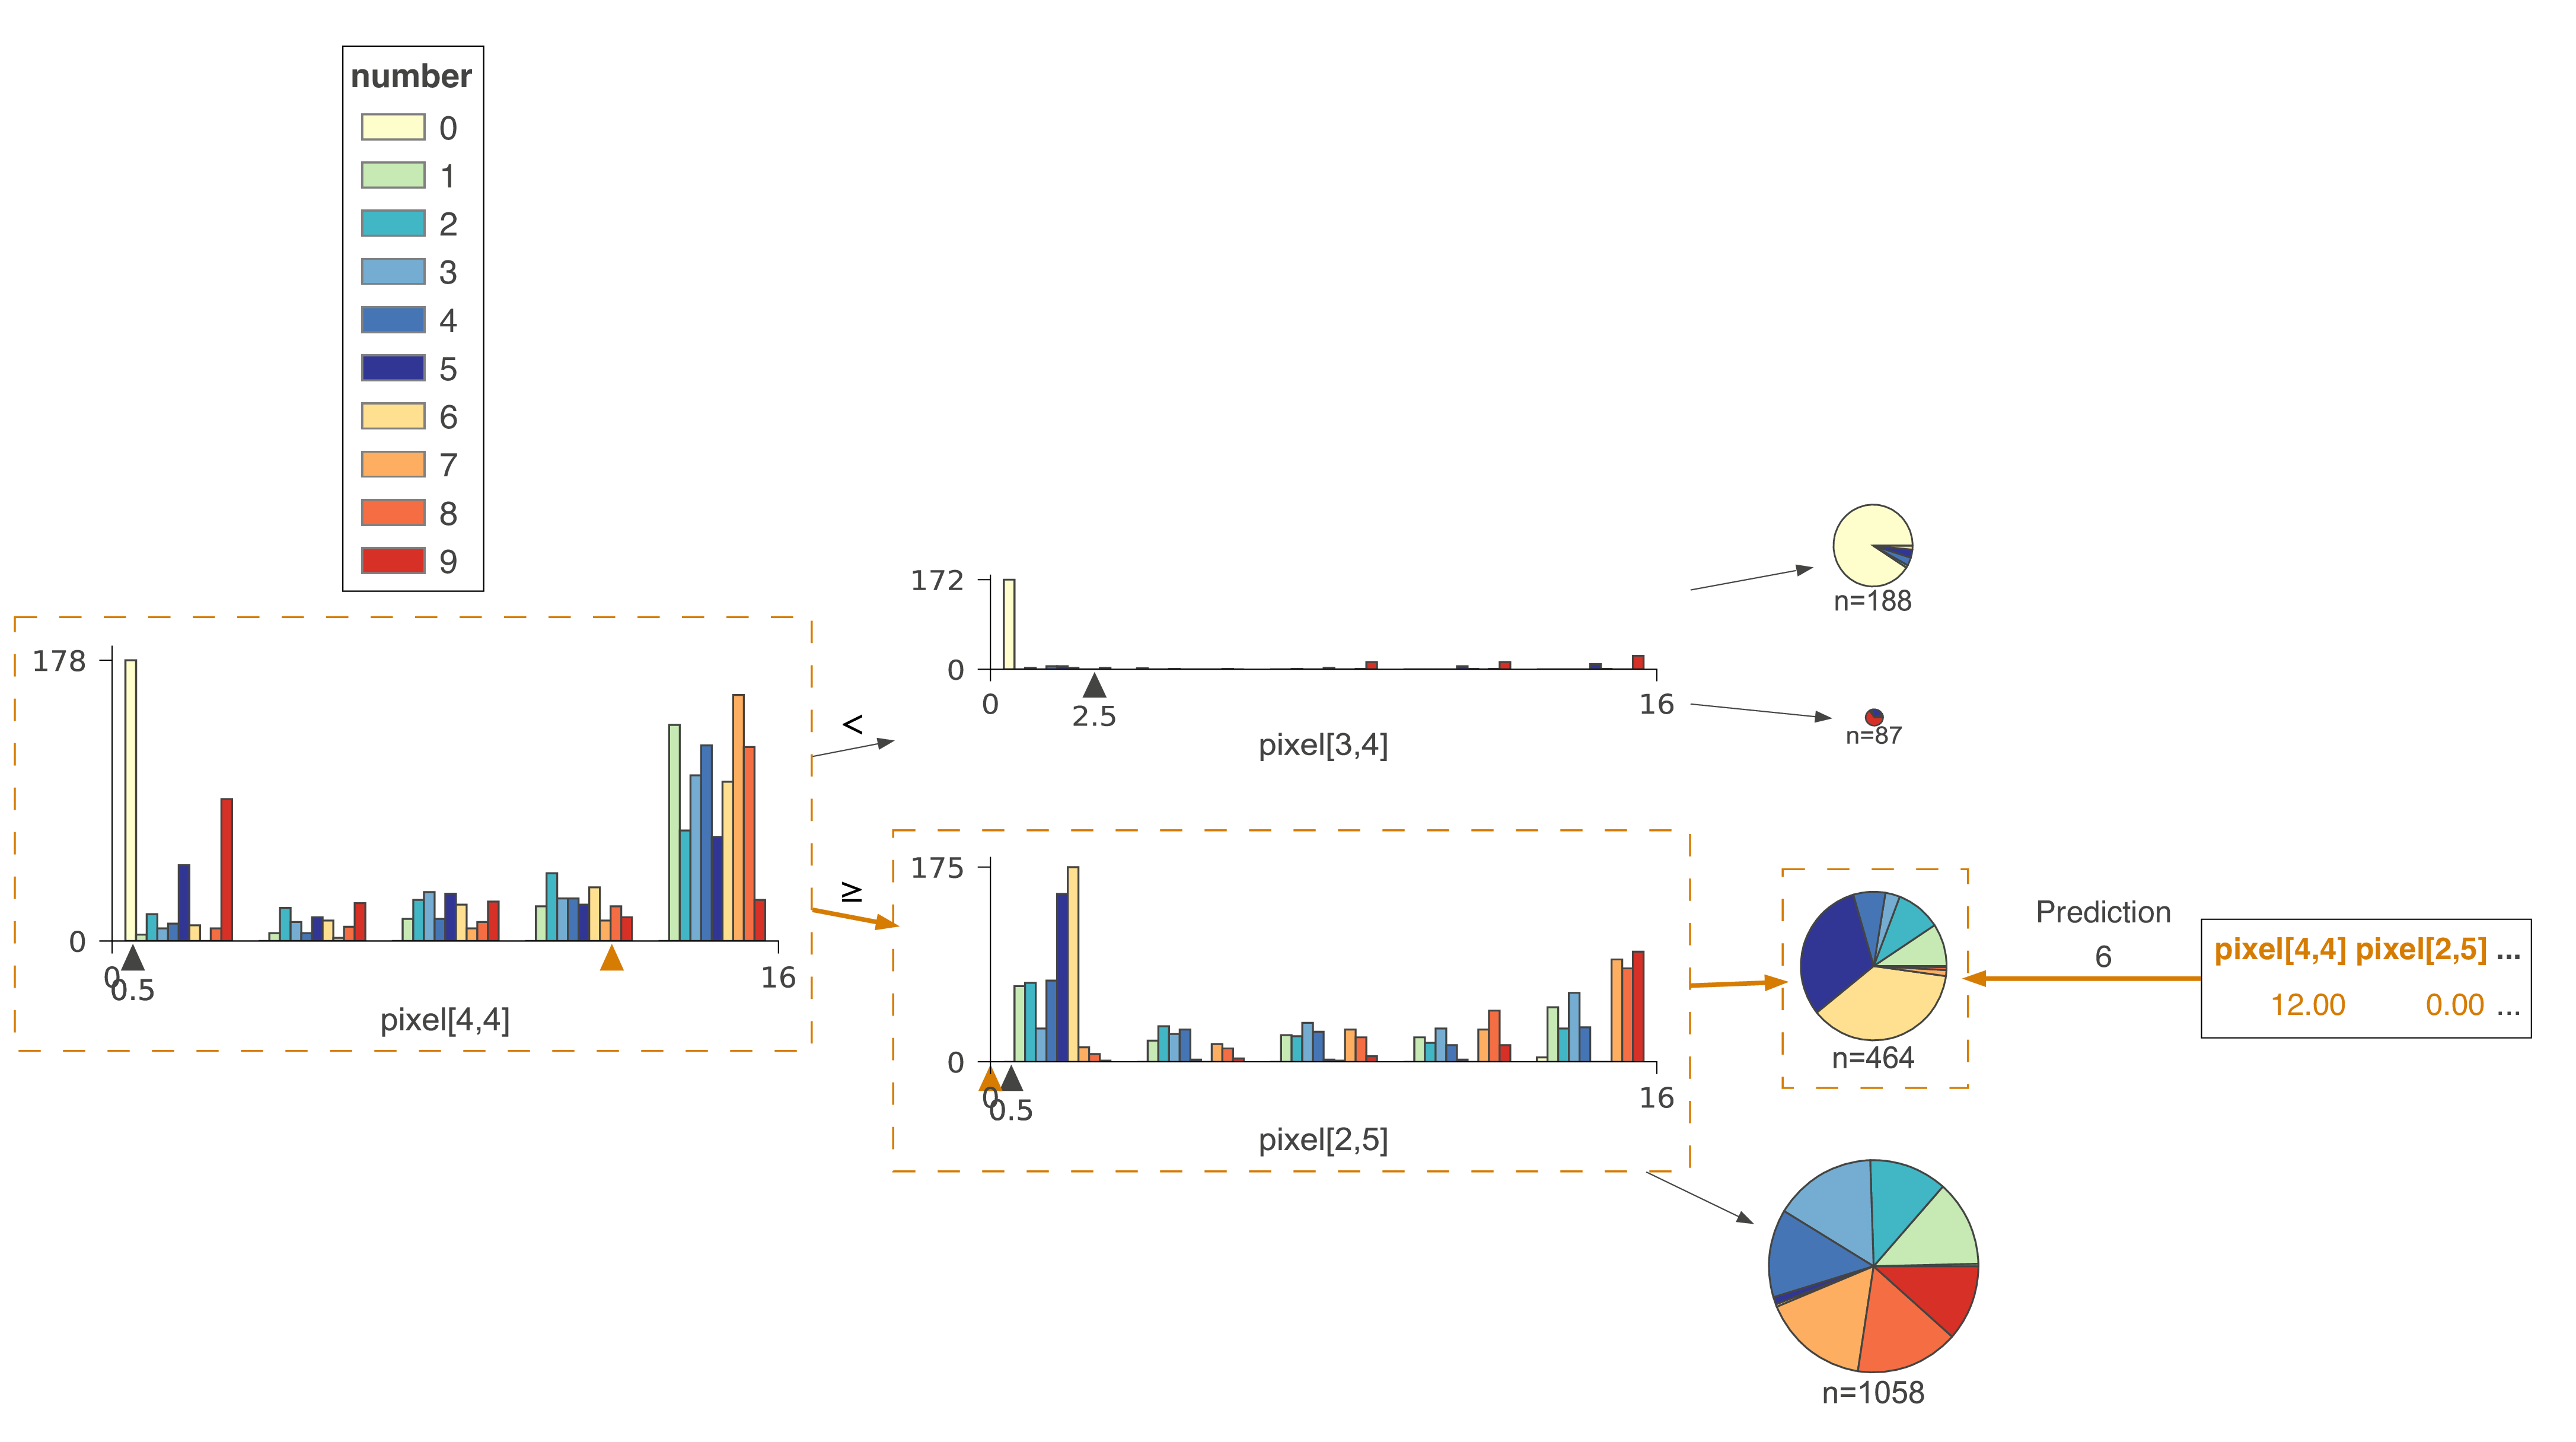 number
0
1
2
3
4
5
6
7
8
9
178
0
0
0.5
16
pixel[4,4]
<
≥
172
0
0
2.5
16
pixel[3,4]
n=188
n=87
175
0
0
0.5
16
pixel[2,5]
n=464
Prediction
6
pixel[4,4] pixel[2,5] ...
12.00 0.00 ...
n=1058